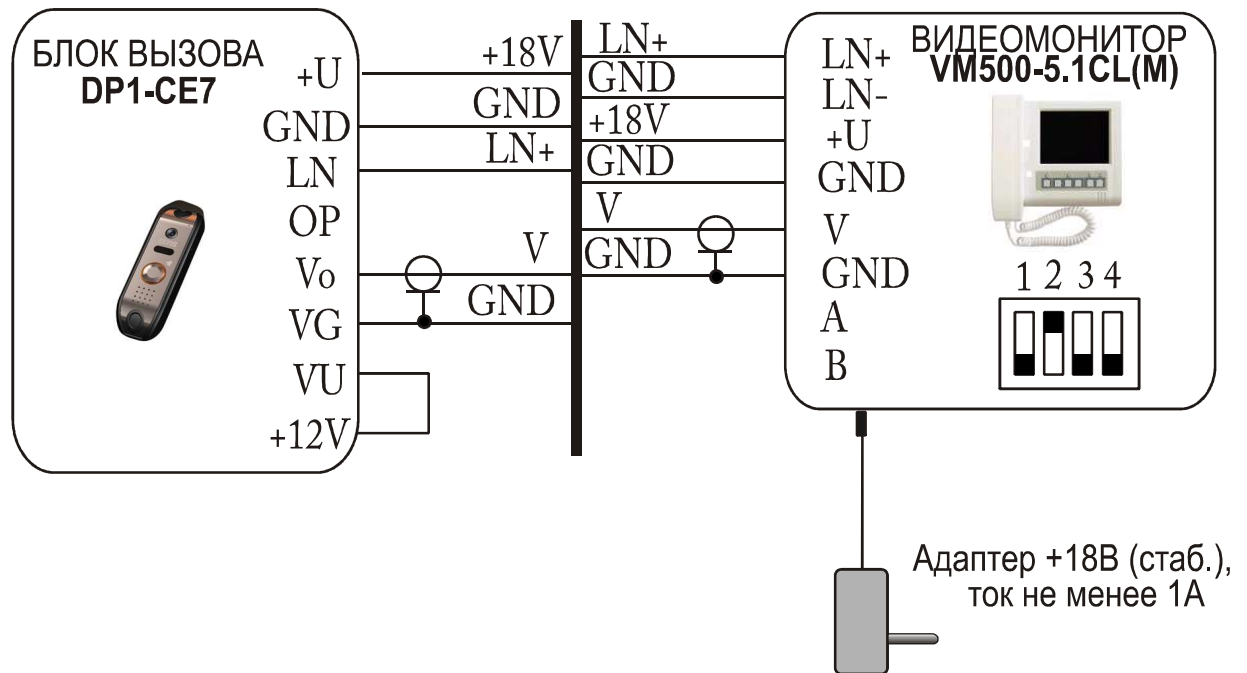 БЛОК ВЫЗОВА
DP1-CE7
+U
GND
LN
OP
Vo
VG
VU
+12V
+18V
GND
LN+
V
GND
LN+
GND
+18V
GND
V
GND
ВИДЕОМОНИТОР
VM500-5.1CL(M)
LN+
LN-
+U
GND
V
GND
A
B
1 2 3 4
Адаптер +18В (стаб.),
ток не менее 1А